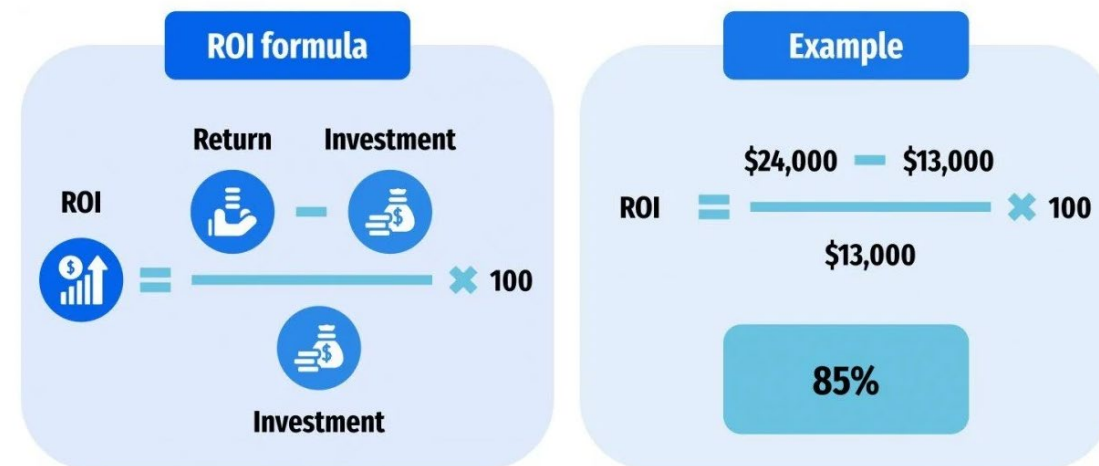 ROI formula
Return Investment
ROI
−
= × 100
$
$
$
Investment
Example
$24,000 − $13,000
ROI = × 100
$13,000
85%